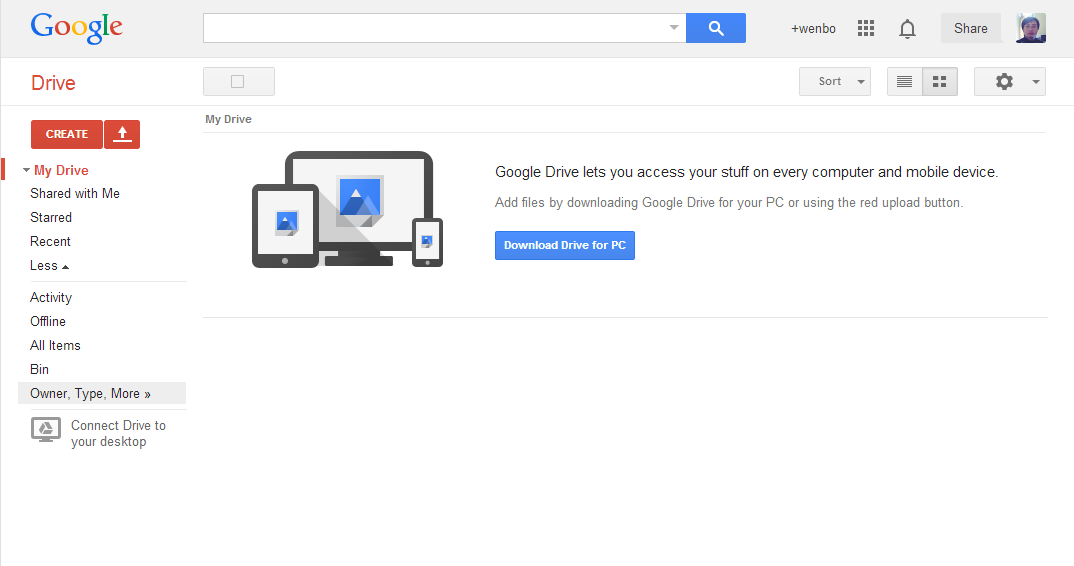 Google
+wenbo
Share
Drive
Sort
CREATE
My Drive
Shared with Me
Starred
Recent
Less
Activity
Offline
All Items
Bin
Owner, Type, More »
Connect Drive to
your desktop
My Drive
Google Drive lets you access your stuff on every computer and mobile device.
Add files by downloading Google Drive for your PC or using the red upload button.
Download Drive for PC